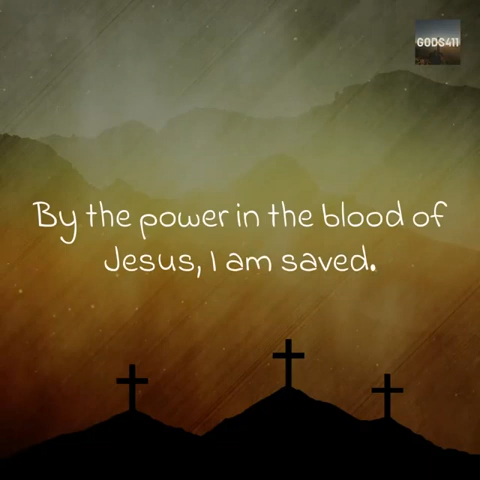 GODS411
By the power in the blood of
Jesus, I am saved.